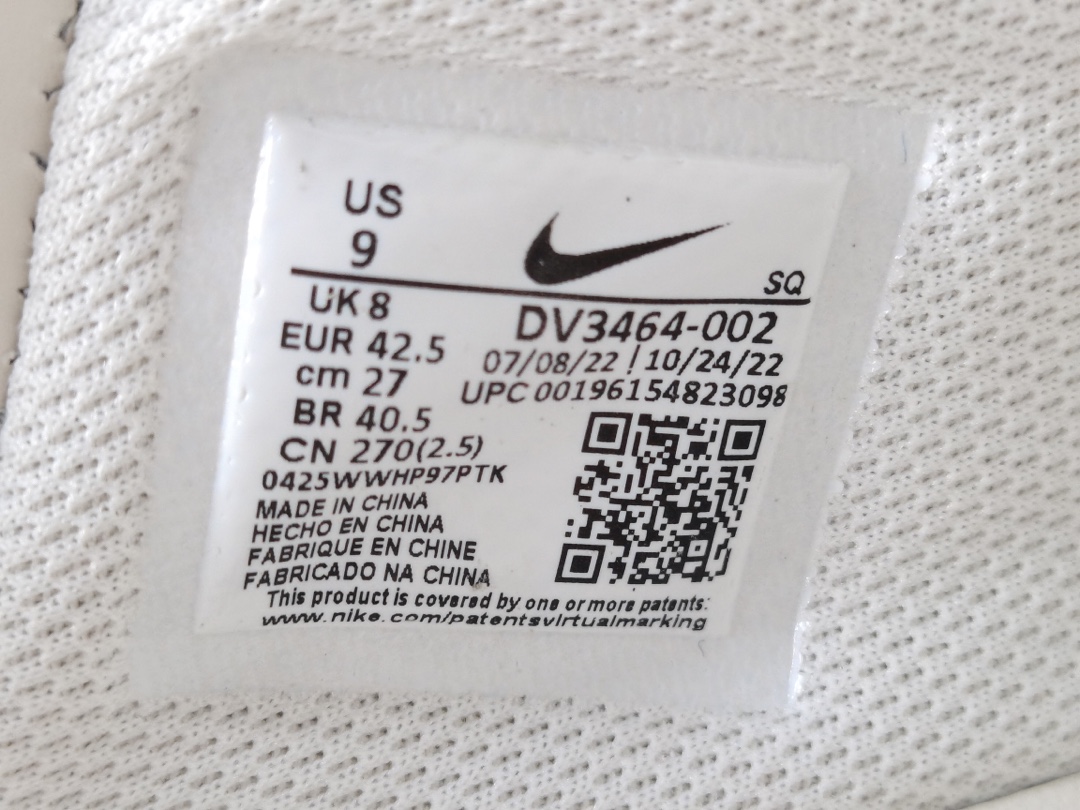 US
9
SQ
UK 8
EUR 42.5
cm 27
BR 40.5
CN 270(2.5)
0425WWHP97PTK
MADE IN CHINA
HECHO EN CHINA
FABRIQUE EN CHINE
FABRICADO NA CHINA
DV3464-002
07/08/22 | 10/24/22
UPC 00196154823098
This product is covered by one or more patents:
www.nike.com/patentsvirtualmarking